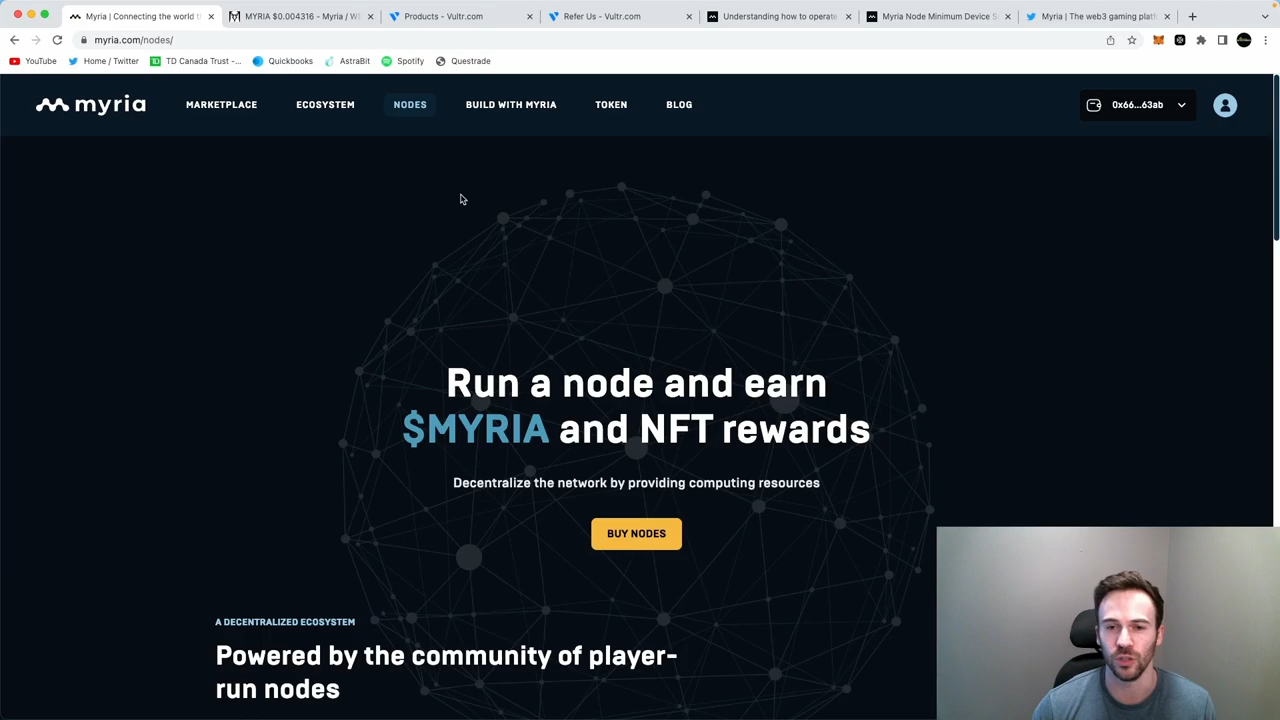 Myria | Connecting the world t
MYRIA $0.004316 - Myria / W
Products - Vultr.com
Refer Us - Vultr.com
Understanding how to operate
Myria Node Minimum Device S
Myria | The web3 gaming platf
myria.com/nodes/
YouTube
Home / Twitter
TD Canada Trust -...
Quickbooks
AstraBit
Spotify
Questrade
myria
MARKETPLACE
ECOSYSTEM
NODES
BUILD WITH MYRIA
TOKEN
BLOG
0x66...63ab
Run a node and earn
$MYRIA and NFT rewards
Decentralize the network by providing computing resources
BUY NODES
A DECENTRALIZED ECOSYSTEM
Powered by the community of player-
run nodes